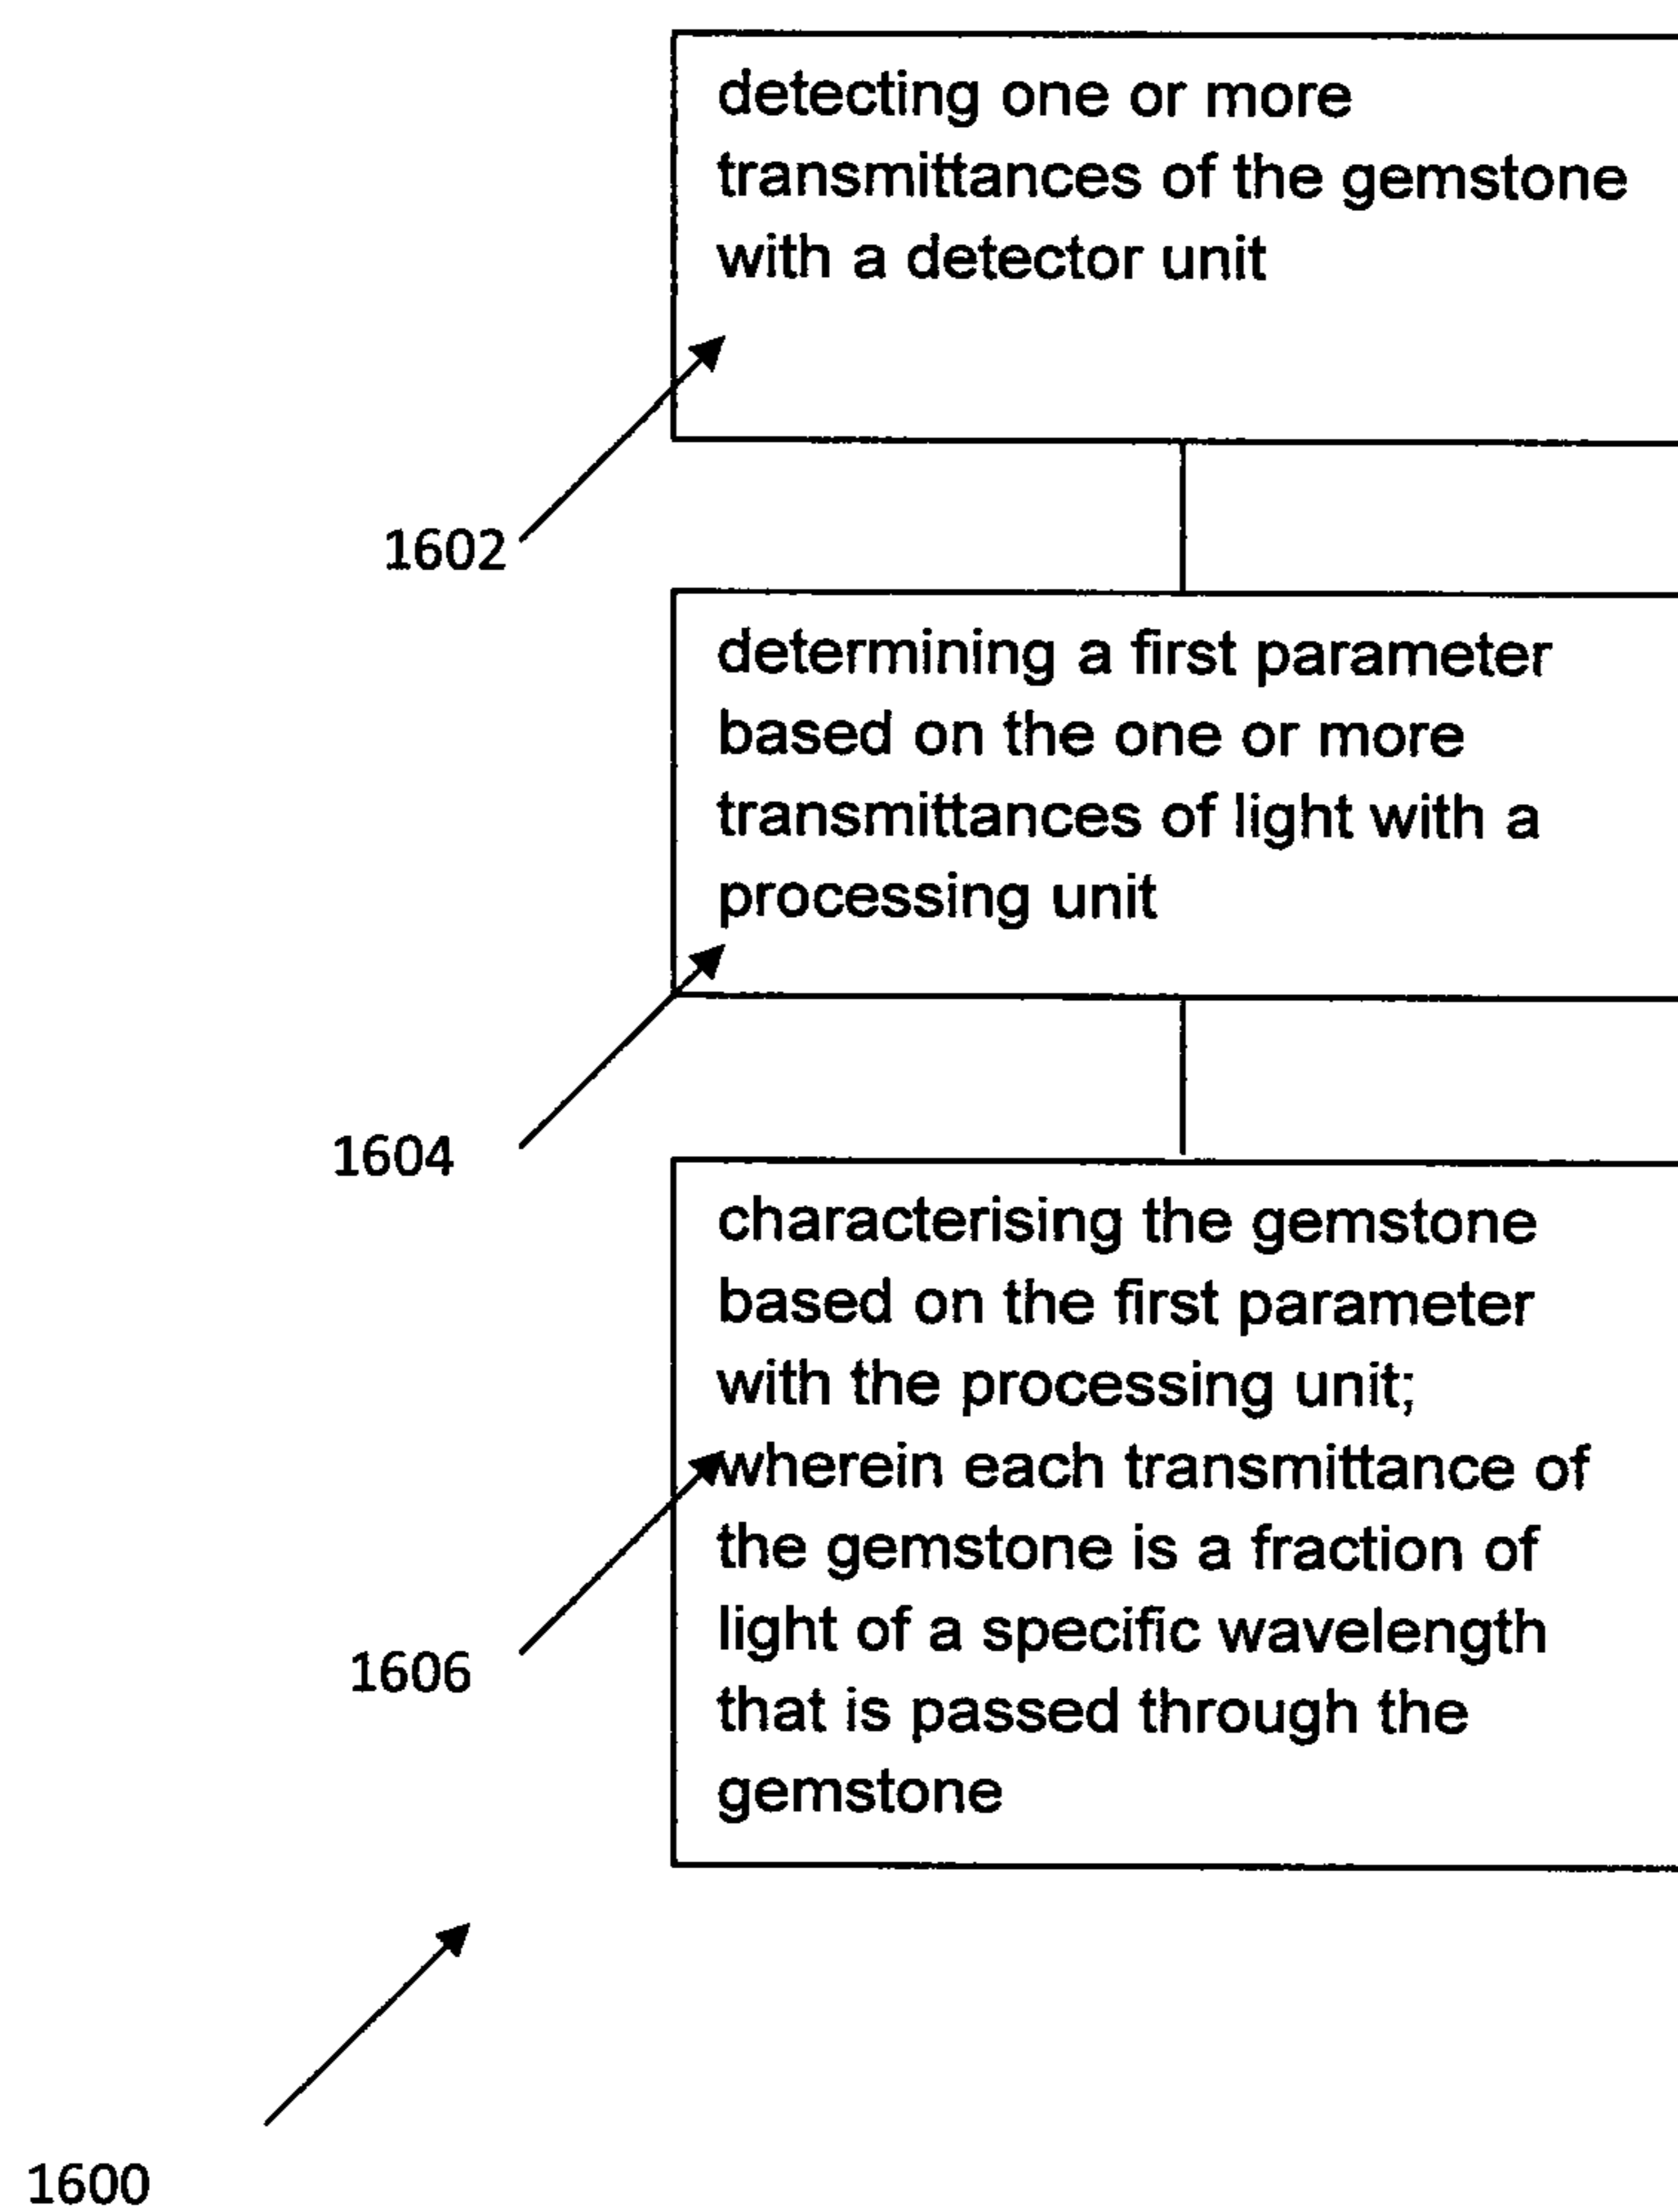 detecting one or more
transmittances of the gemstone
with a detector unit
1602
determining a first parameter
based on the one or more
transmittances of light with a
processing unit
1604
characterising the gemstone
based on the first parameter
with the processing unit;
wherein each transmittance of
the gemstone is a fraction of
light of a specific wavelength
that is passed through the
gemstone
1606
1600